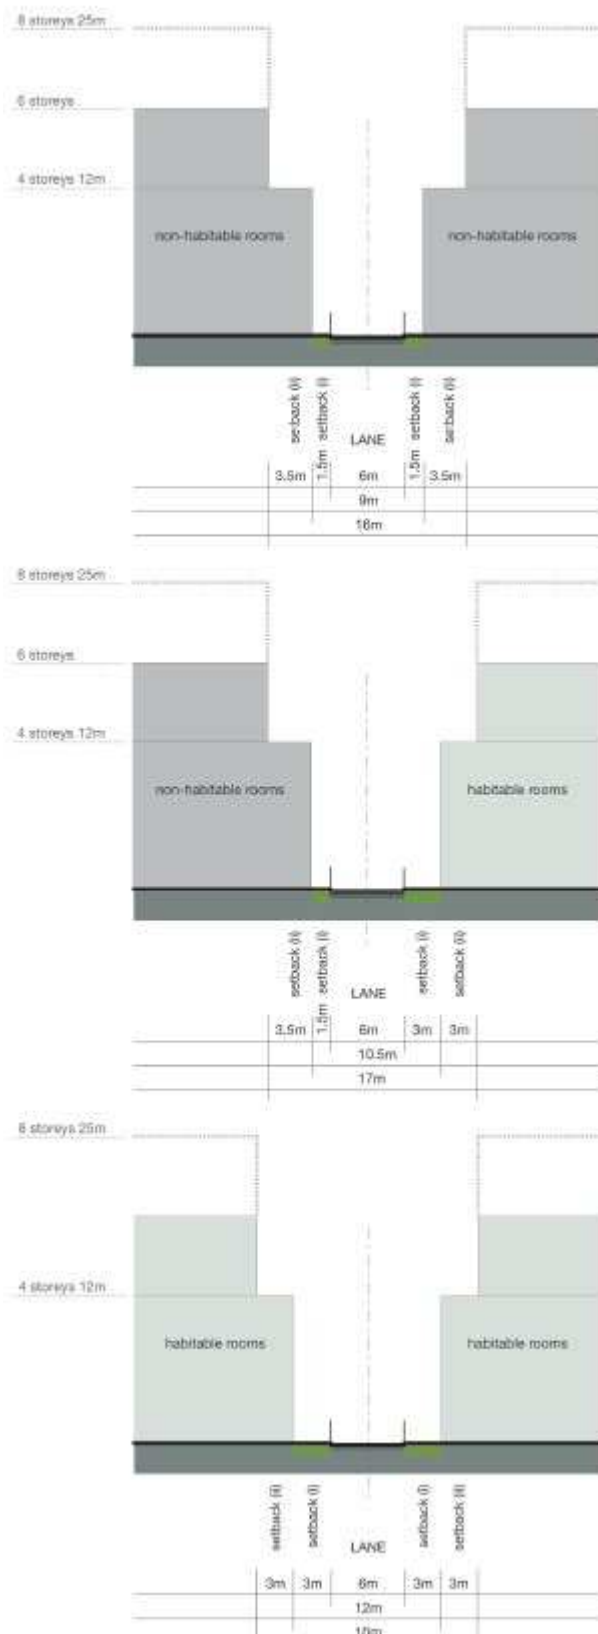 8 storeys 25m
6 storeys
4 storeys 12m
non-habitable rooms
non-habitable rooms
setback (ii)
setback (i)
setback (i)
setback (ii)
LANE
3.5m 1.5m 6m 1.5m 3.5m
9m
16m
8 storeys 25m
6 storeys
4 storeys 12m
non-habitable rooms
habitable rooms
setback (ii)
setback (i)
setback (i)
setback (ii)
LANE
3.5m 1.5m 6m 3m 3m
10.5m
17m
8 storeys 25m
4 storeys 12m
habitable rooms
habitable rooms
setback (ii)
setback (i)
setback (i)
setback (ii)
LANE
3m 3m 6m 3m 3m
12m